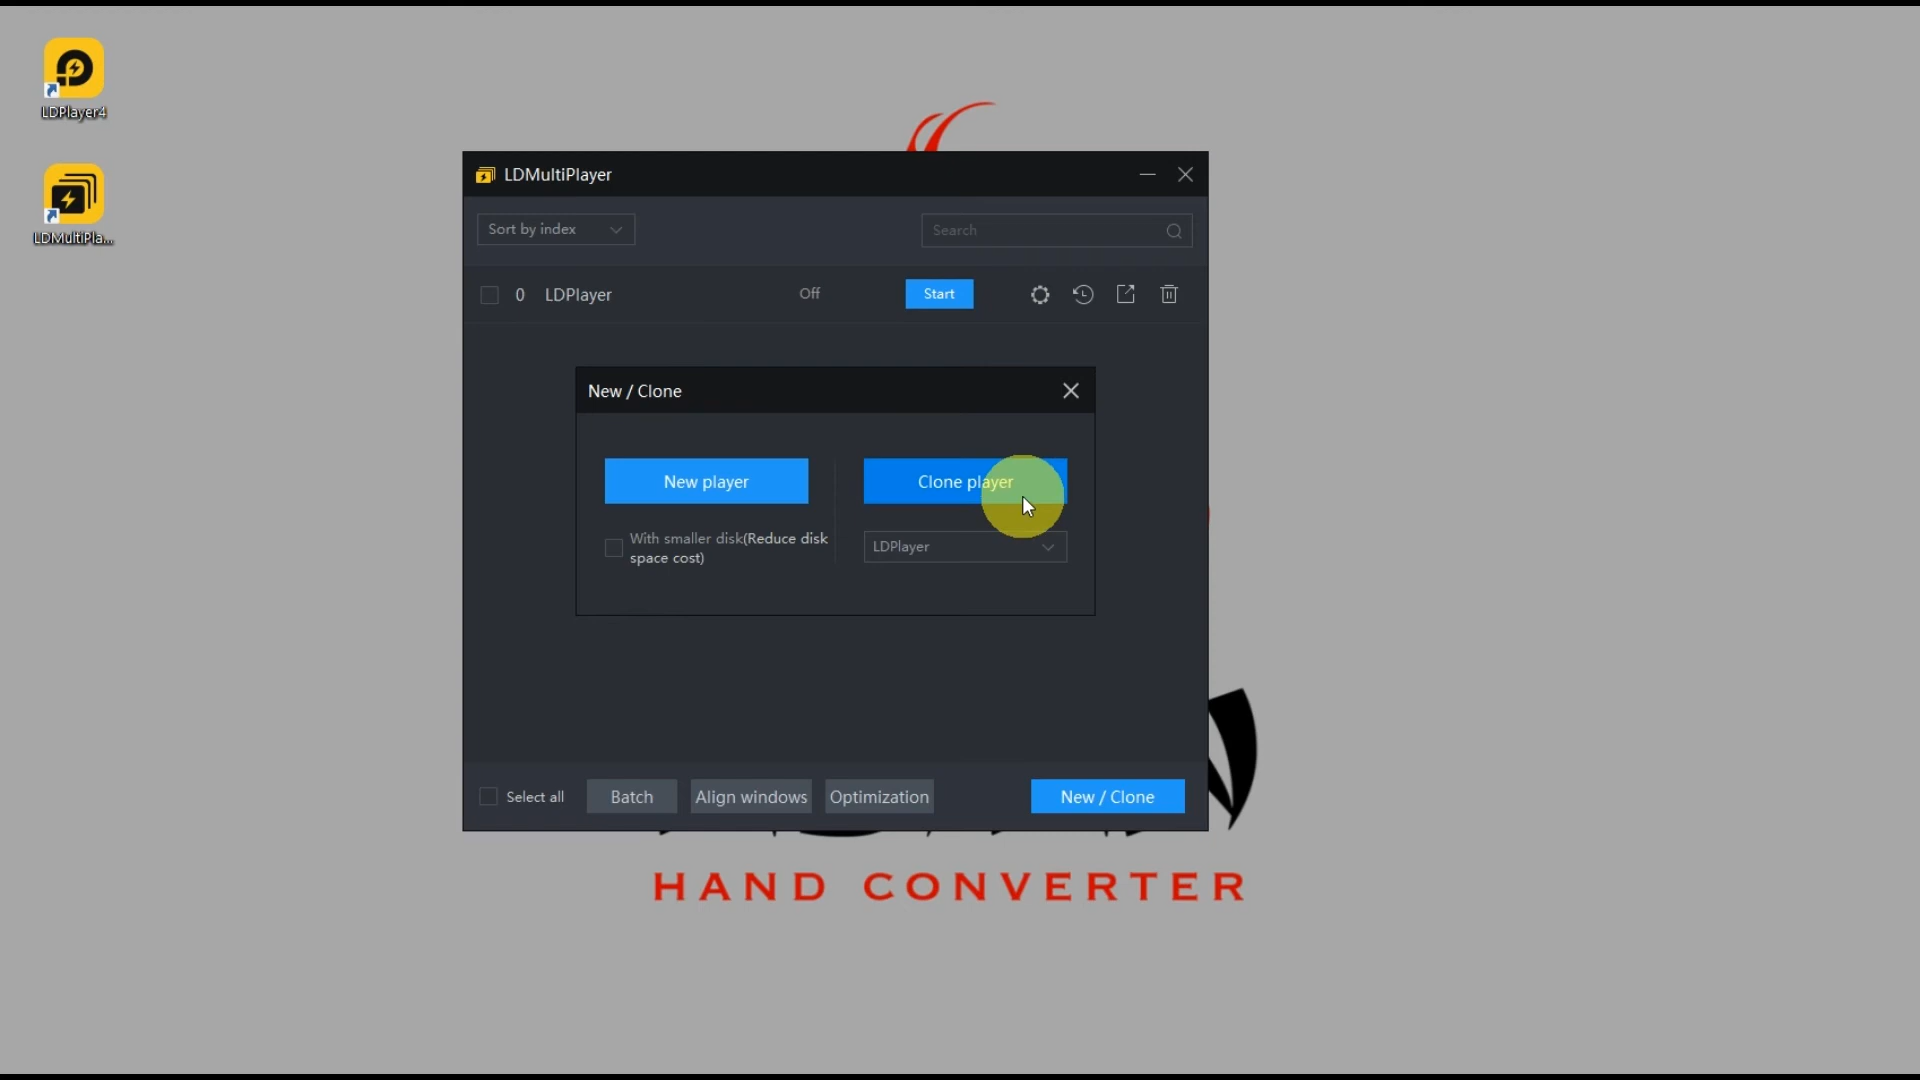 LDPlayer4
LDMultiPla...
LDMultiPlayer
Sort by index
Search
0 LDPlayer Off Start
New / Clone
New player
Clone player
With smaller disk(Reduce disk
space cost)
LDPlayer
Select all
Batch
Align windows
Optimization
New / Clone
HAND CONVERTER